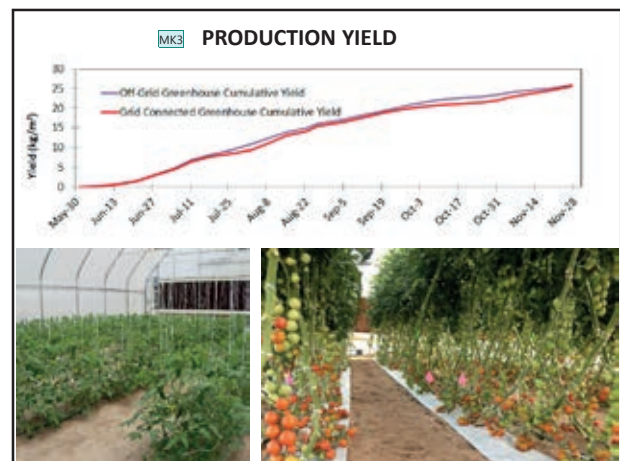 MK3 PRODUCTION YIELD
30
25
20
15
10
5
0
Yield (kg/m²)
Off-Grid Greenhouse Cumulative Yield
Grid Connected Greenhouse Cumulative Yield
May-30
Jun-13
Jun-27
Jul-11
Jul-25
Aug-8
Aug-22
Sep-5
Sep-19
Oct-3
Oct-17
Oct-31
Nov-14
Nov-28